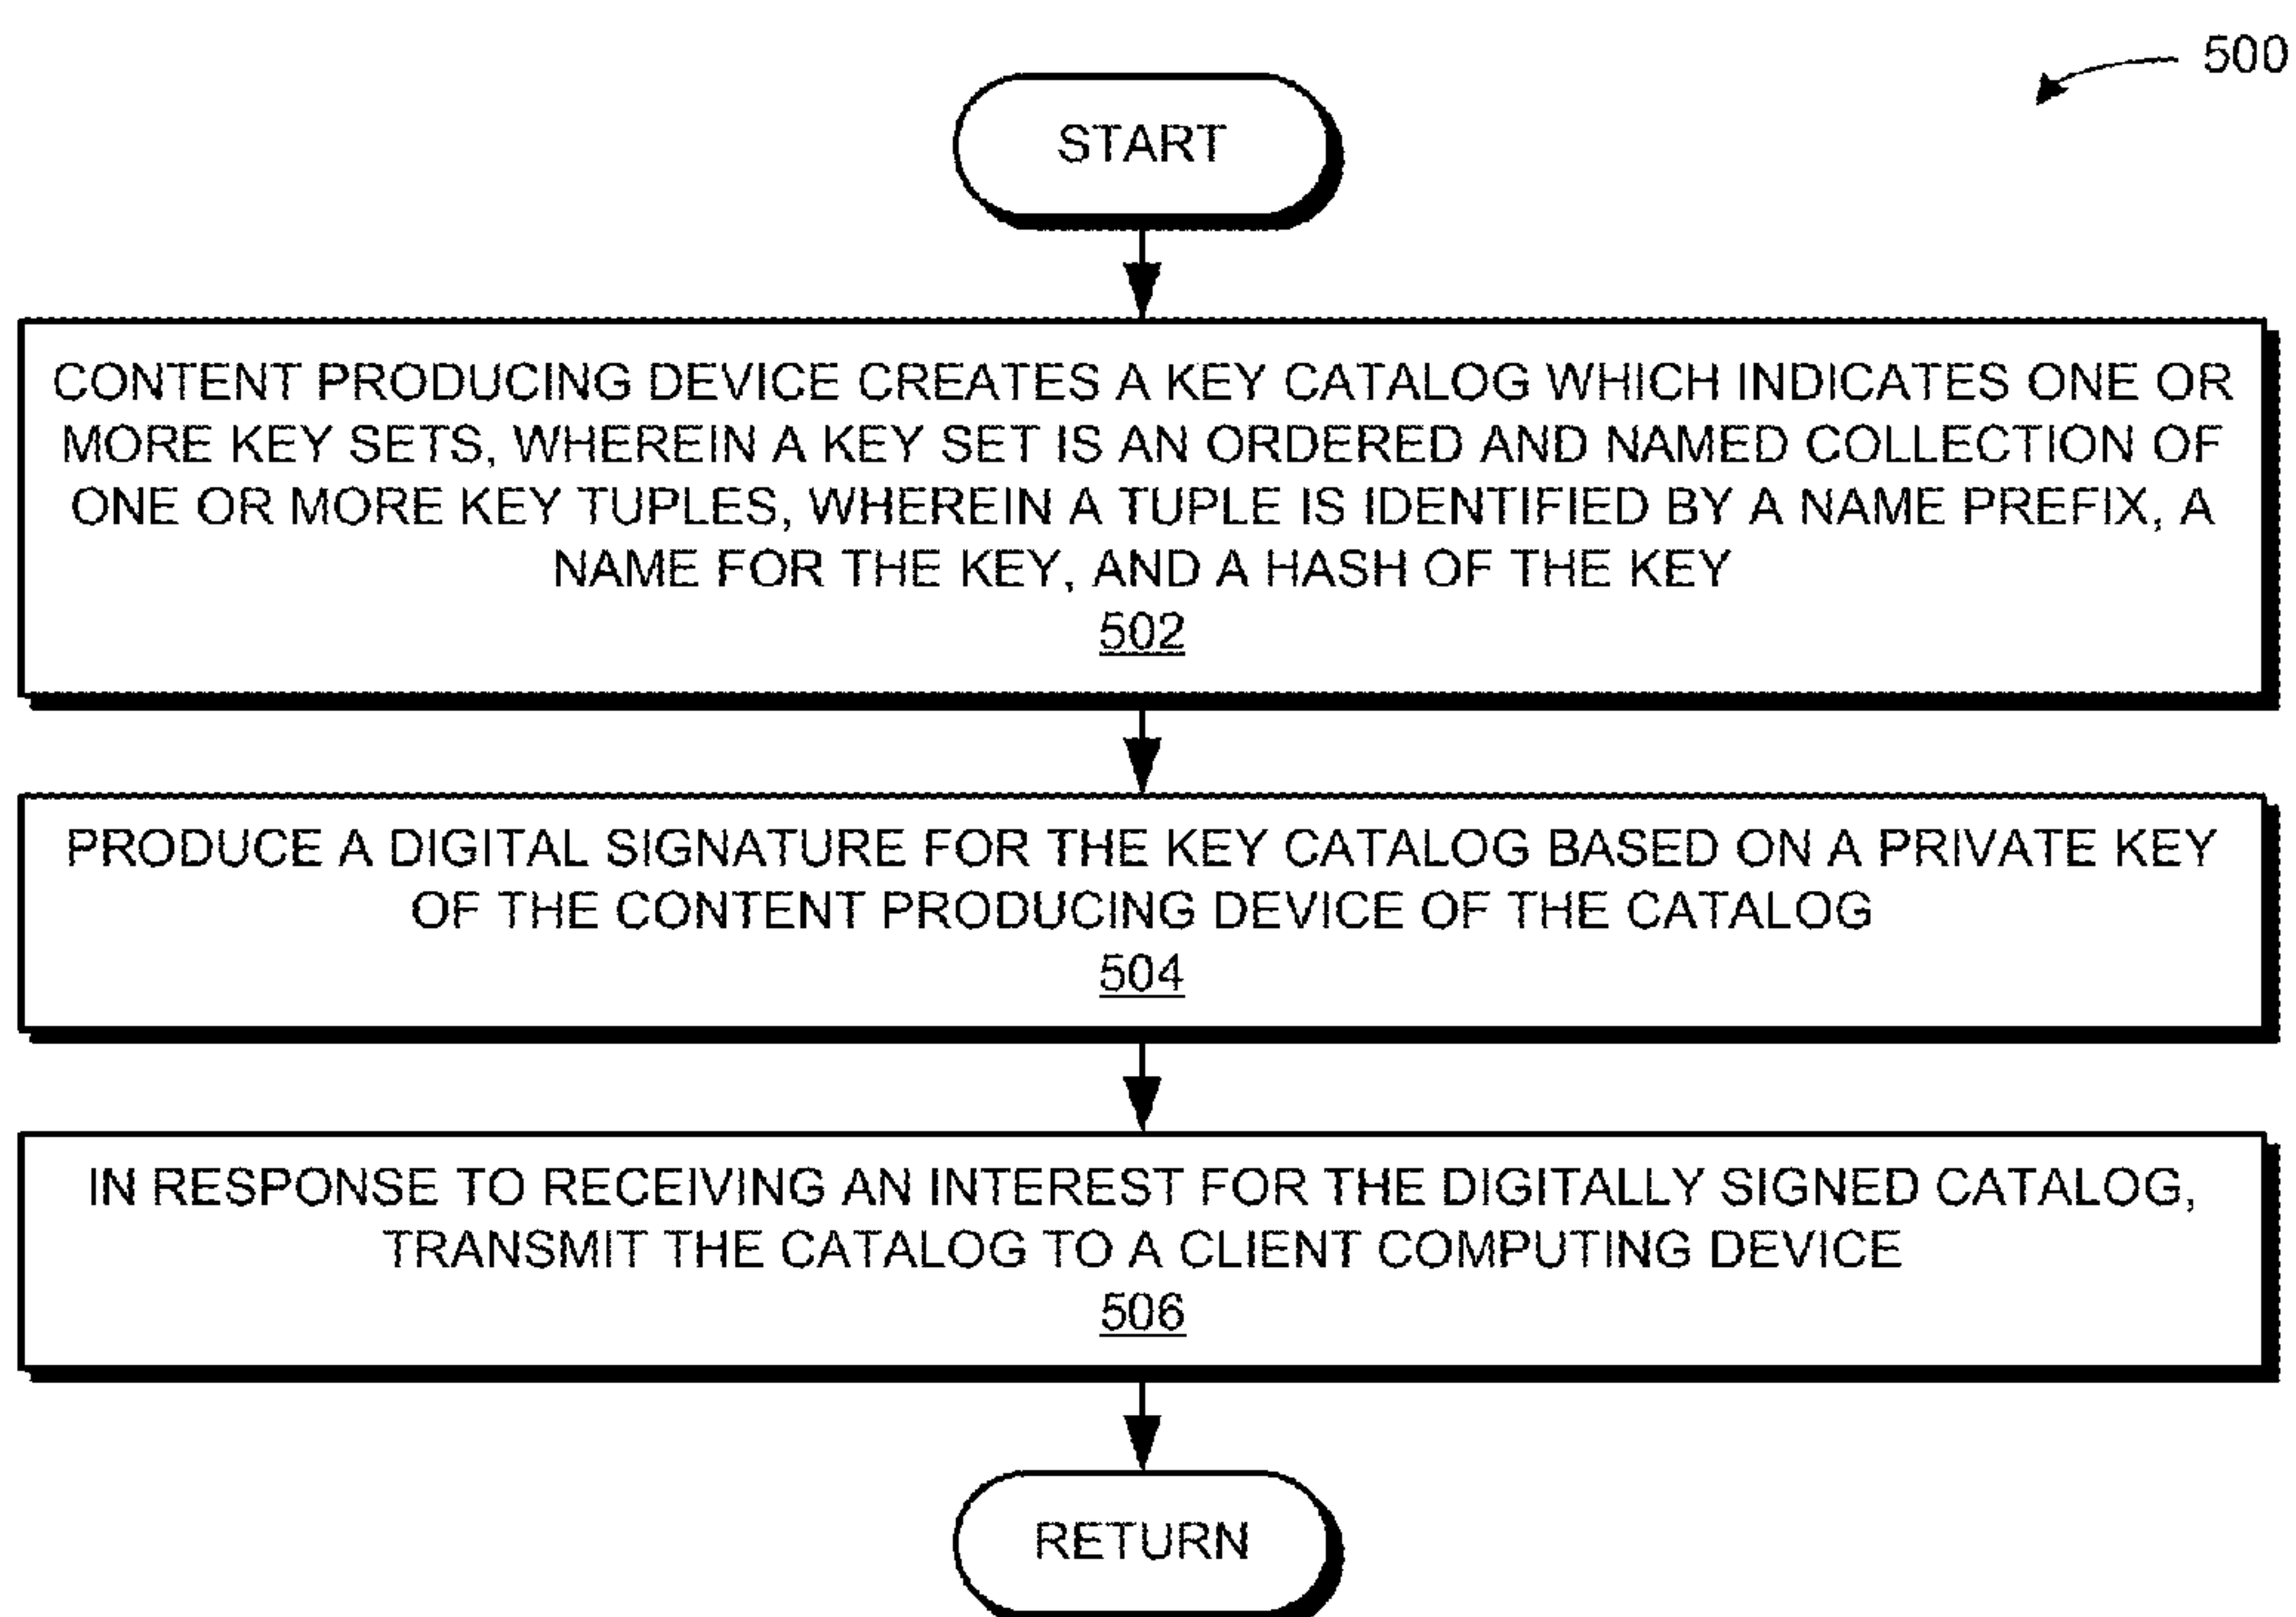 500
START
CONTENT PRODUCING DEVICE CREATES A KEY CATALOG WHICH INDICATES ONE OR
MORE KEY SETS, WHEREIN A KEY SET IS AN ORDERED AND NAMED COLLECTION OF
ONE OR MORE KEY TUPLES, WHEREIN A TUPLE IS IDENTIFIED BY A NAME PREFIX, A
NAME FOR THE KEY, AND A HASH OF THE KEY
502
PRODUCE A DIGITAL SIGNATURE FOR THE KEY CATALOG BASED ON A PRIVATE KEY
OF THE CONTENT PRODUCING DEVICE OF THE CATALOG
504
IN RESPONSE TO RECEIVING AN INTEREST FOR THE DIGITALLY SIGNED CATALOG,
TRANSMIT THE CATALOG TO A CLIENT COMPUTING DEVICE
506
RETURN